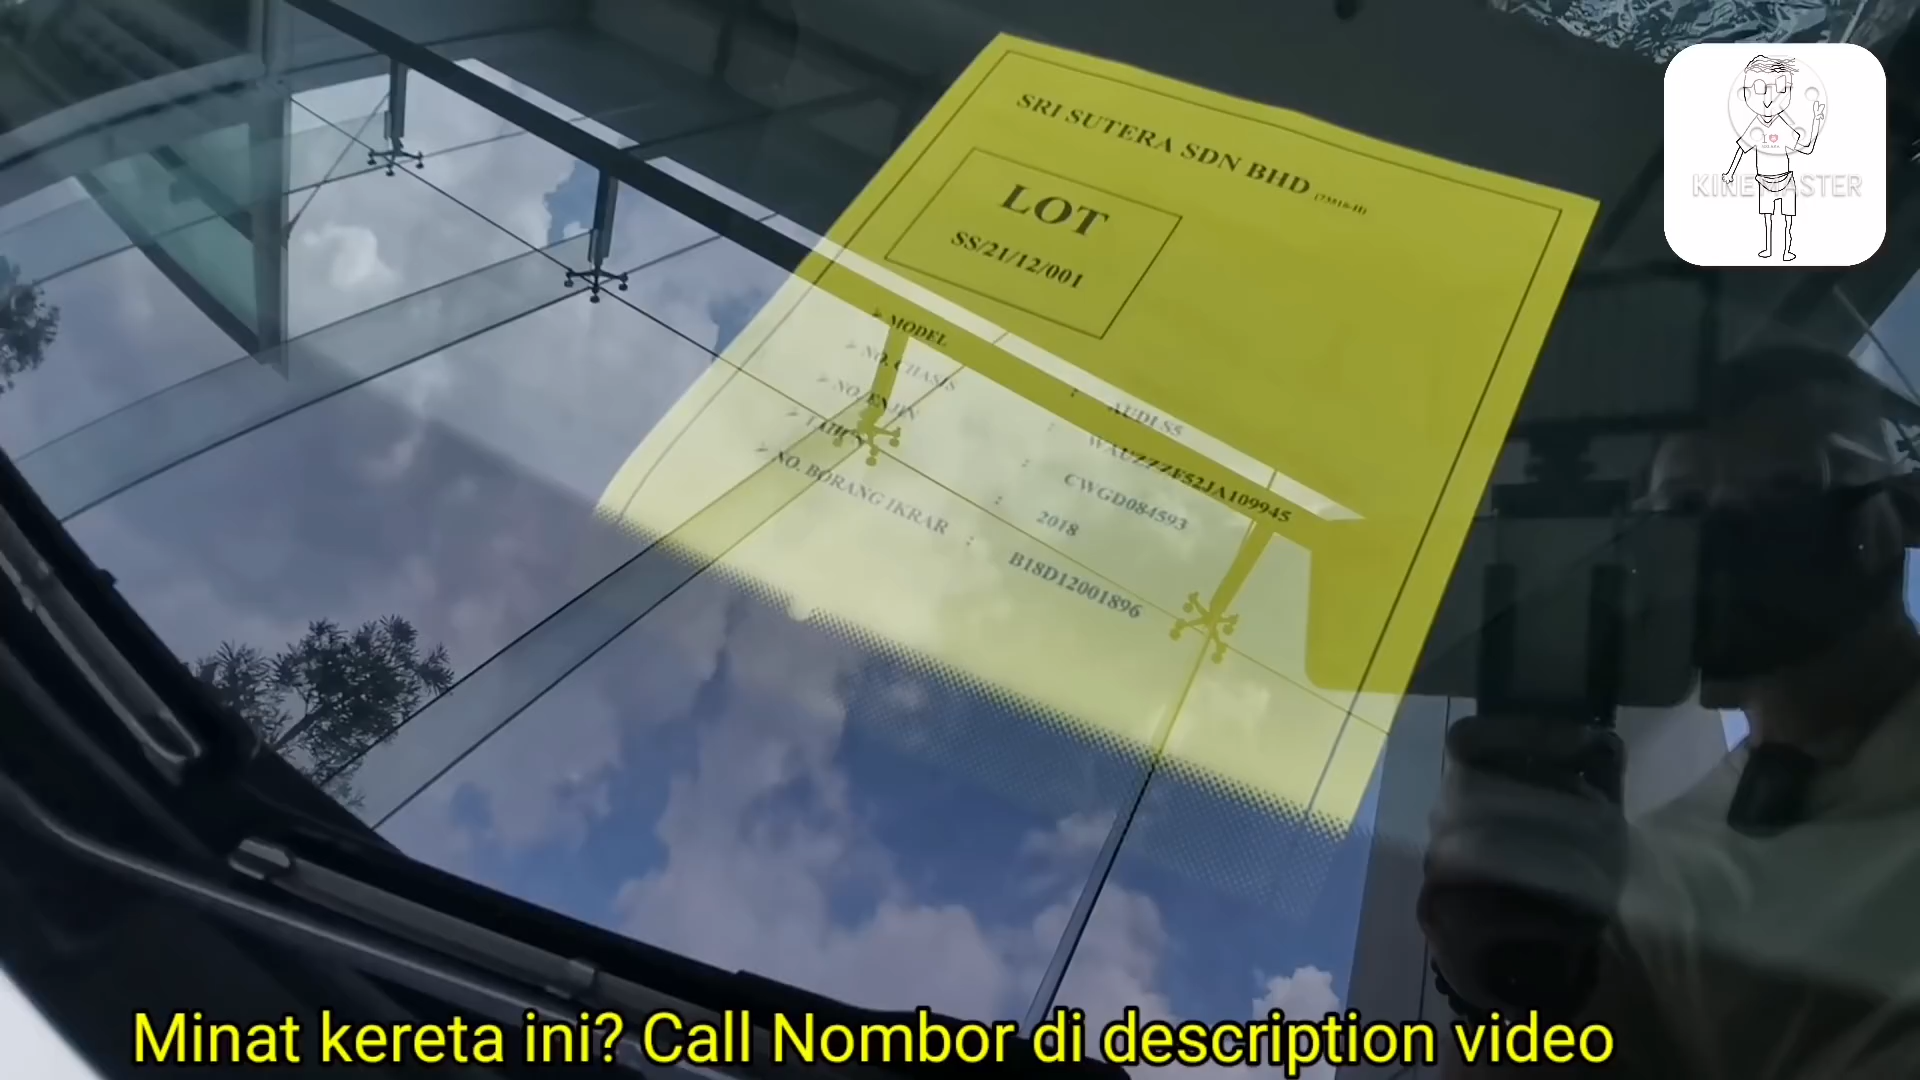 SRI SUTERA SDN BHD
LOT
SS/21/12/001
➢ MODEL : AUDI S5
➢ NO. CHASIS : WAUZZZF52JA109945
➢ NO. ENJIN : CWGD084593
➢ TAHUN : 2018
➢ NO. BORANG IKRAR : B18D12001896
KINEMASTER
Minat kereta ini? Call Nombor di description video